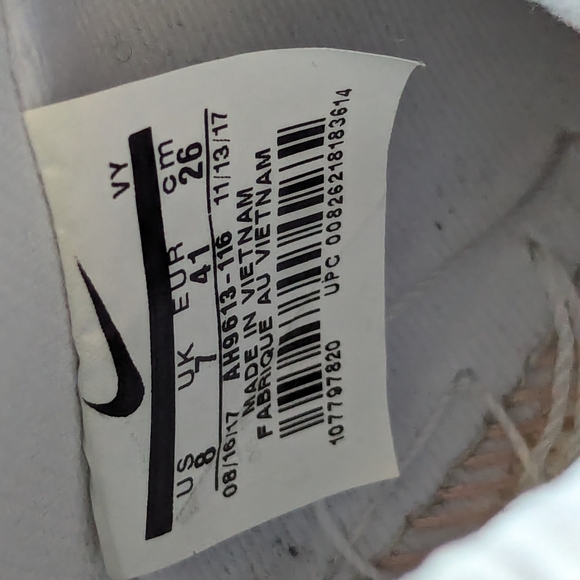 VY
US UK EUR cm
8 7 41 26
08/16/17 AH9613-116 11/13/17
MADE IN VIETNAM
FABRIQUE AU VIETNAM
107797820 UPC 00826218183614